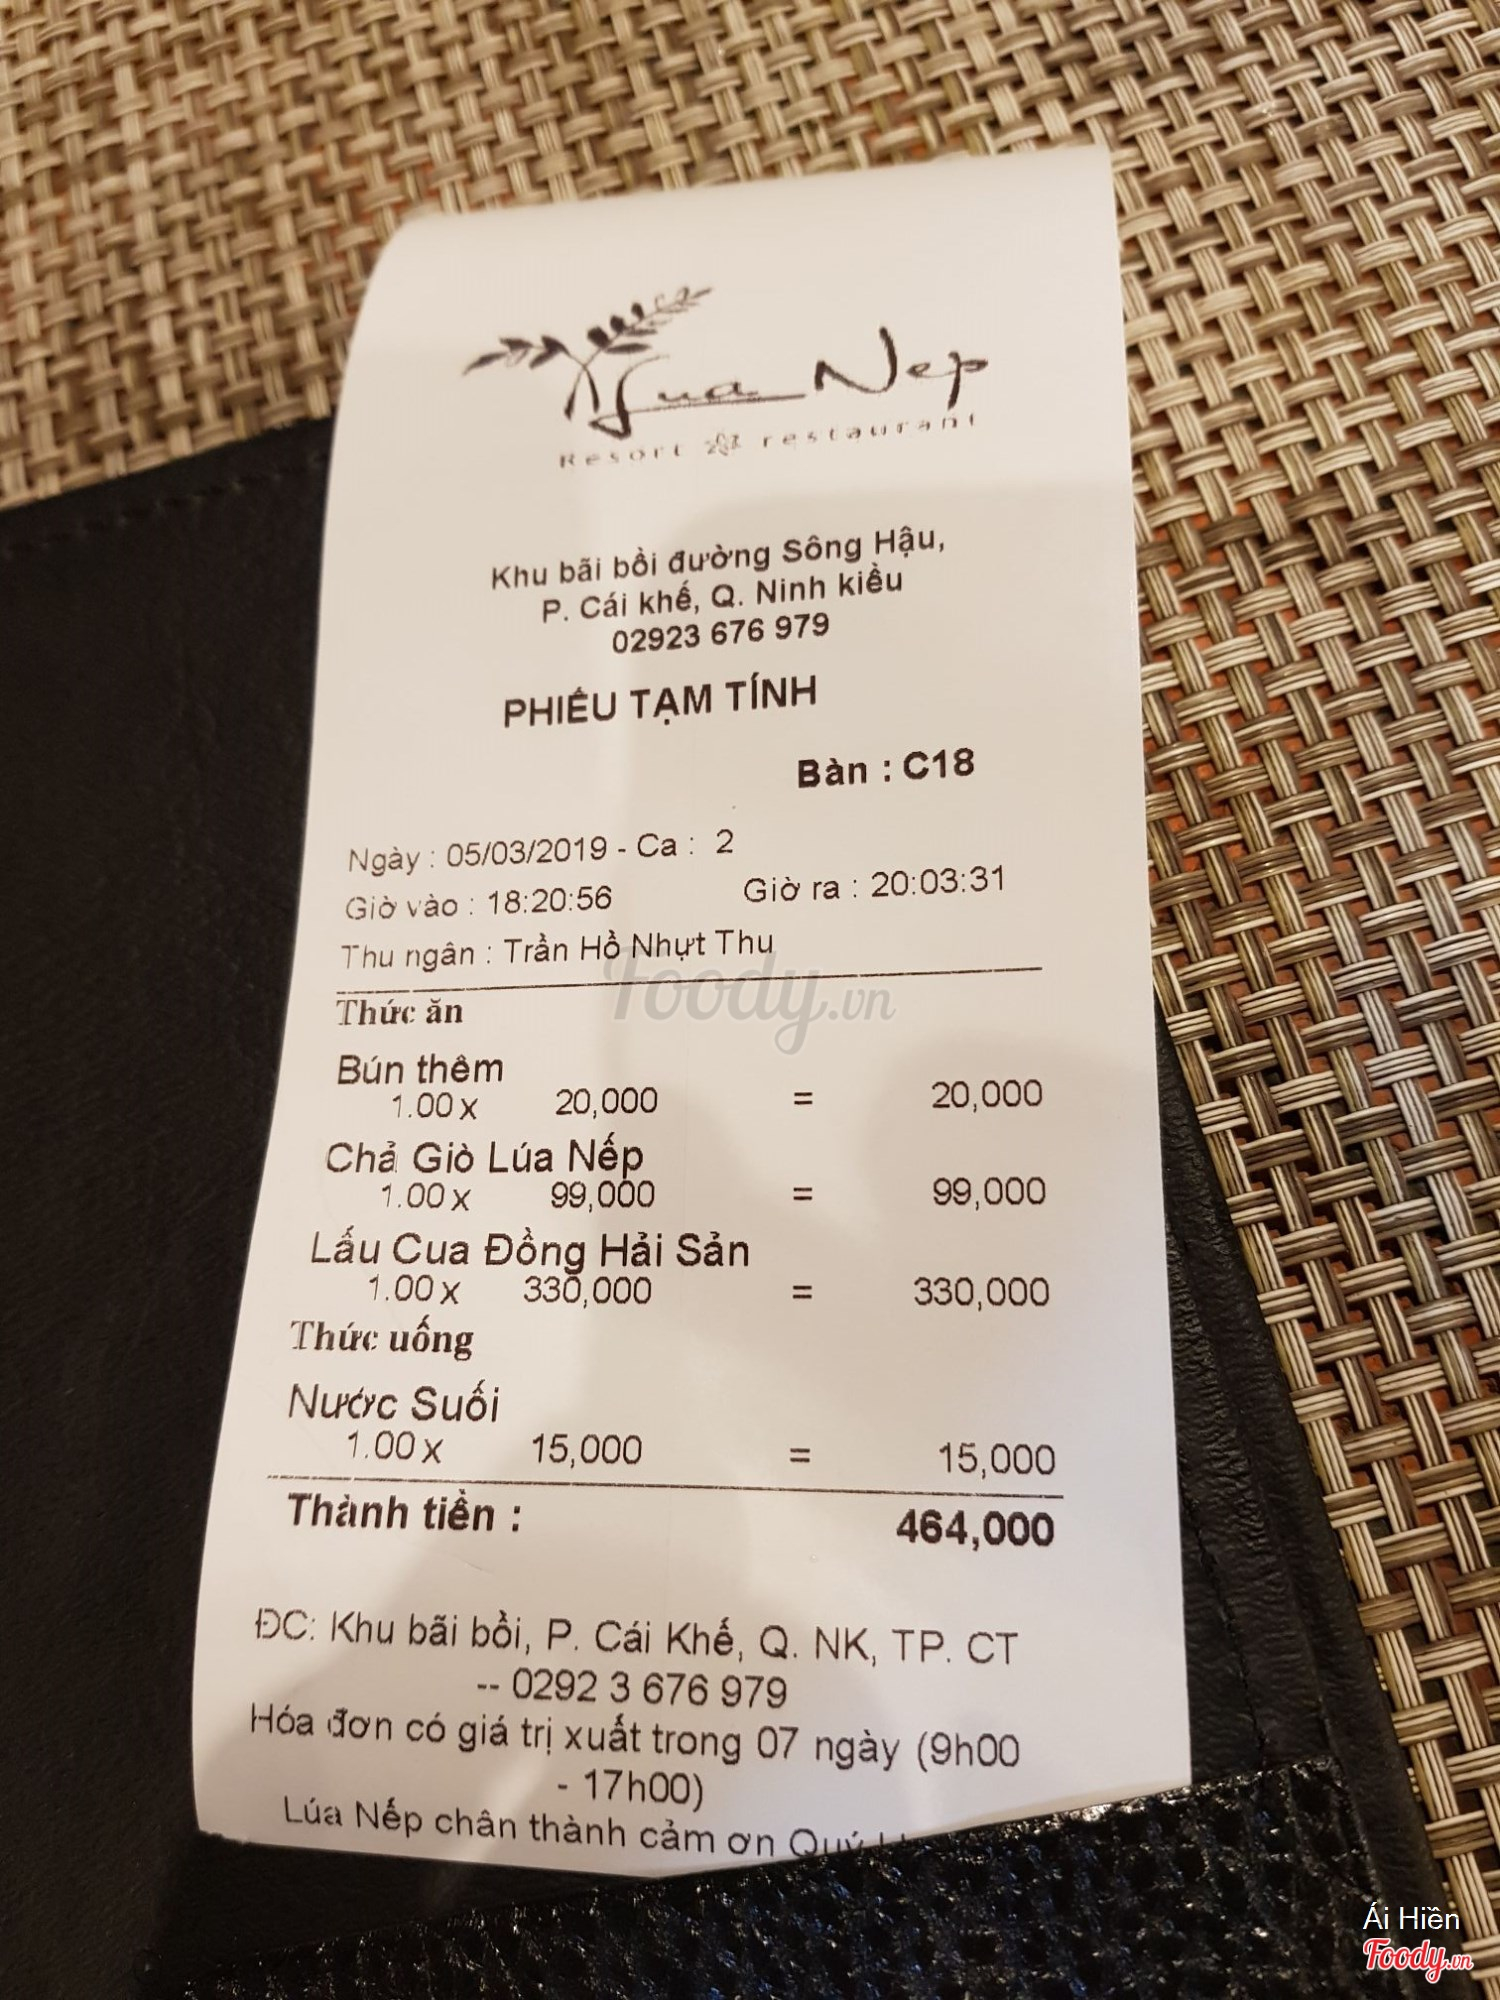 Lua Nep
Resort restaurant
Khu bãi bồi đường Sông Hậu,
P. Cái khế, Q. Ninh kiều
02923 676 979
PHIẾU TẠM TÍNH
Bàn : C18
Ngày : 05/03/2019 - Ca : 2
Giờ vào : 18:20:56 Giờ ra : 20:03:31
Thu ngân : Trần Hồ Nhựt Thu
Foody.vn
Thức ăn
Bún thêm
1.00 x 20,000 = 20,000
Chả Giò Lúa Nếp
1.00 x 99,000 = 99,000
Lẩu Cua Đồng Hải Sản
1.00 x 330,000 = 330,000
Thức uống
Nước Suối
1.00 x 15,000 = 15,000
Thành tiền : 464,000
ĐC: Khu bãi bồi, P. Cái Khế, Q. NK, TP. CT
-- 0292 3 676 979
Hóa đơn có giá trị xuất trong 07 ngày (9h00
- 17h00)
Lúa Nếp chân thành cảm ơn Quý
Ái Hiền
Foody.vn